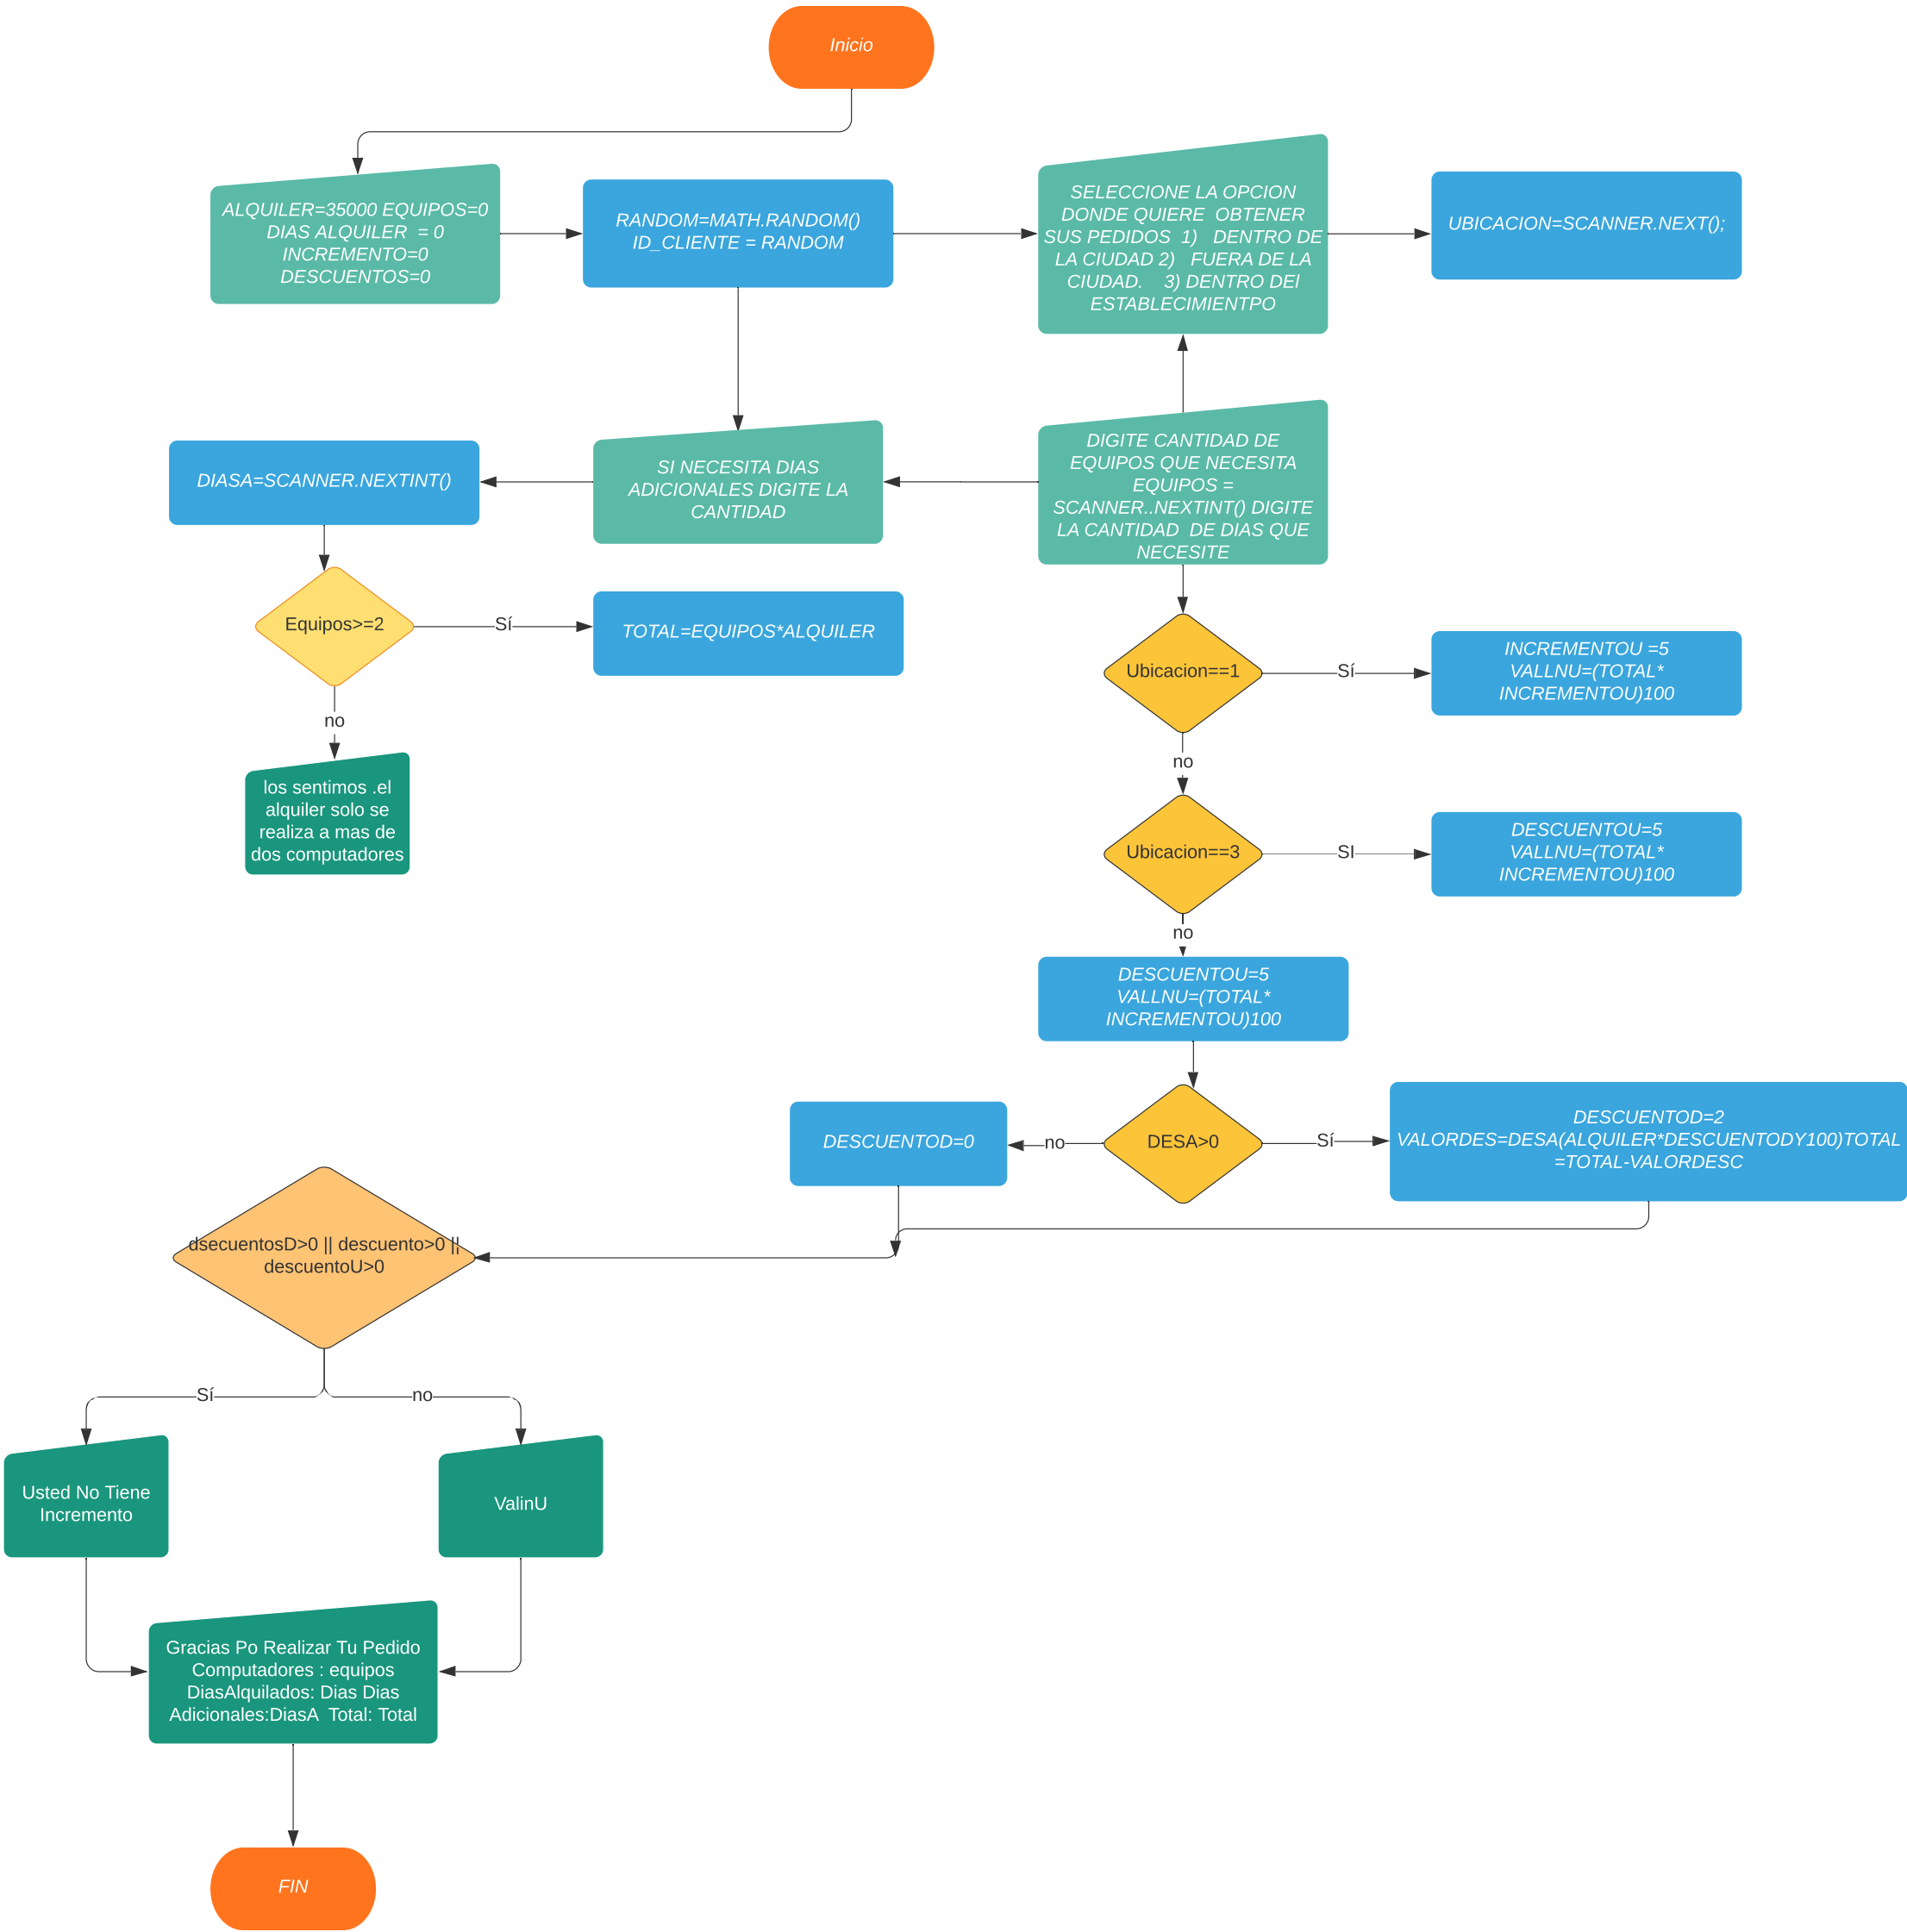 Inicio
ALQUILER=35000 EQUIPOS=0
DIAS ALQUILER = 0
INCREMENTO=0
DESCUENTOS=0
RANDOM=MATH.RANDOM()
ID_CLIENTE = RANDOM
SELECCIONE LA OPCION
DONDE QUIERE OBTENER
SUS PEDIDOS 1) DENTRO DE
LA CIUDAD 2) FUERA DE LA
CIUDAD. 3) DENTRO DEl
ESTABLECIMIENTPO
UBICACION=SCANNER.NEXT();
DIASA=SCANNER.NEXTINT()
SI NECESITA DIAS
ADICIONALES DIGITE LA
CANTIDAD
DIGITE CANTIDAD DE
EQUIPOS QUE NECESITA
EQUIPOS =
SCANNER..NEXTINT() DIGITE
LA CANTIDAD DE DIAS QUE
NECESITE
Equipos>=2
Sí
TOTAL=EQUIPOS*ALQUILER
no
los sentimos .el
alquiler solo se
realiza a mas de
dos computadores
Ubicacion==1
Sí
INCREMENTOU =5
VALLNU=(TOTAL*
INCREMENTOU)100
no
Ubicacion==3
SI
DESCUENTOU=5
VALLNU=(TOTAL*
INCREMENTOU)100
no
DESCUENTOU=5
VALLNU=(TOTAL*
INCREMENTOU)100
DESCUENTOD=0
no
DESA>0
Sí
DESCUENTOD=2
VALORDES=DESA(ALQUILER*DESCUENTODY100)TOTAL
=TOTAL-VALORDESC
dsecuentosD>0 || descuento>0 ||
descuentoU>0
Sí
no
Usted No Tiene
Incremento
ValinU
Gracias Po Realizar Tu Pedido
Computadores : equipos
DiasAlquilados: Dias Dias
Adicionales:DiasA Total: Total
FIN